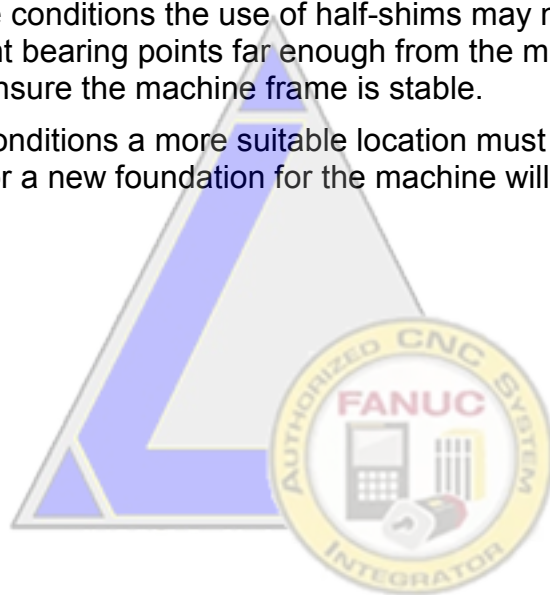 e conditions the use of half-shims may r
nt bearing points far enough from the m
nsure the machine frame is stable.
onditions a more suitable location must
or a new foundation for the machine will
AUTHORIZED CNC SYSTEM
FANUC
INTEGRATOR